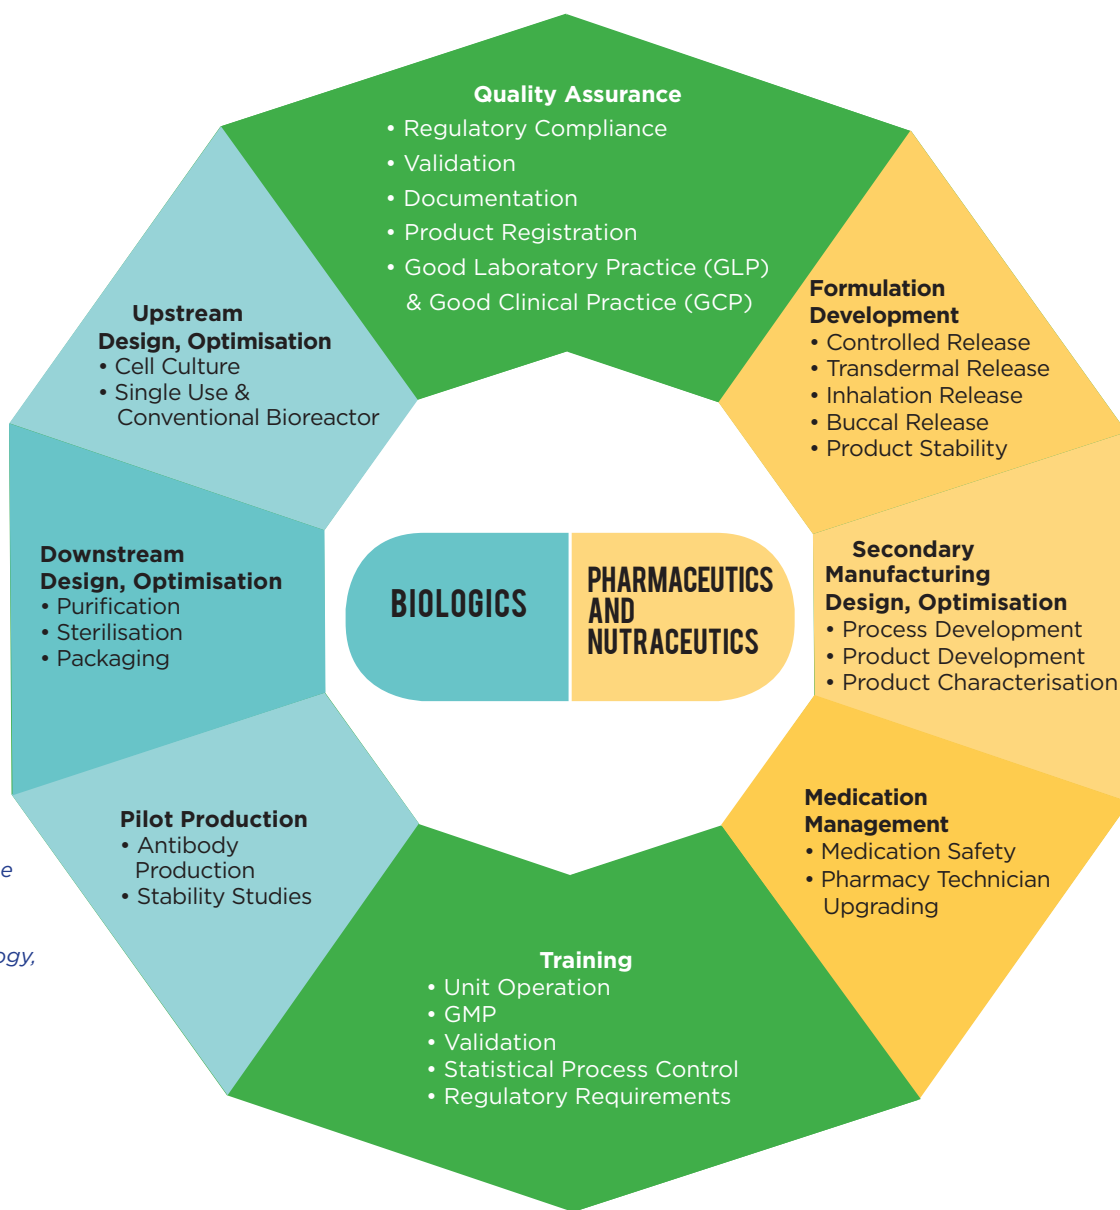 Quality Assurance
• Regulatory Compliance
• Validation
• Documentation
• Product Registration
• Good Laboratory Practice (GLP)
& Good Clinical Practice (GCP)
Formulation
Development
• Controlled Release
• Transdermal Release
• Inhalation Release
• Buccal Release
• Product Stability
Secondary
Manufacturing
Design, Optimisation
• Process Development
• Product Development
• Product Characterisation
Medication
Management
• Medication Safety
• Pharmacy Technician
Upgrading
Training
• Unit Operation
• GMP
• Validation
• Statistical Process Control
• Regulatory Requirements
Pilot Production
• Antibody
Production
• Stability Studies
Downstream
Design, Optimisation
• Purification
• Sterilisation
• Packaging
Upstream
Design, Optimisation
• Cell Culture
• Single Use &
Conventional Bioreactor
BIOLOGICS
PHARMACEUTICS
AND
NUTRACEUTICS